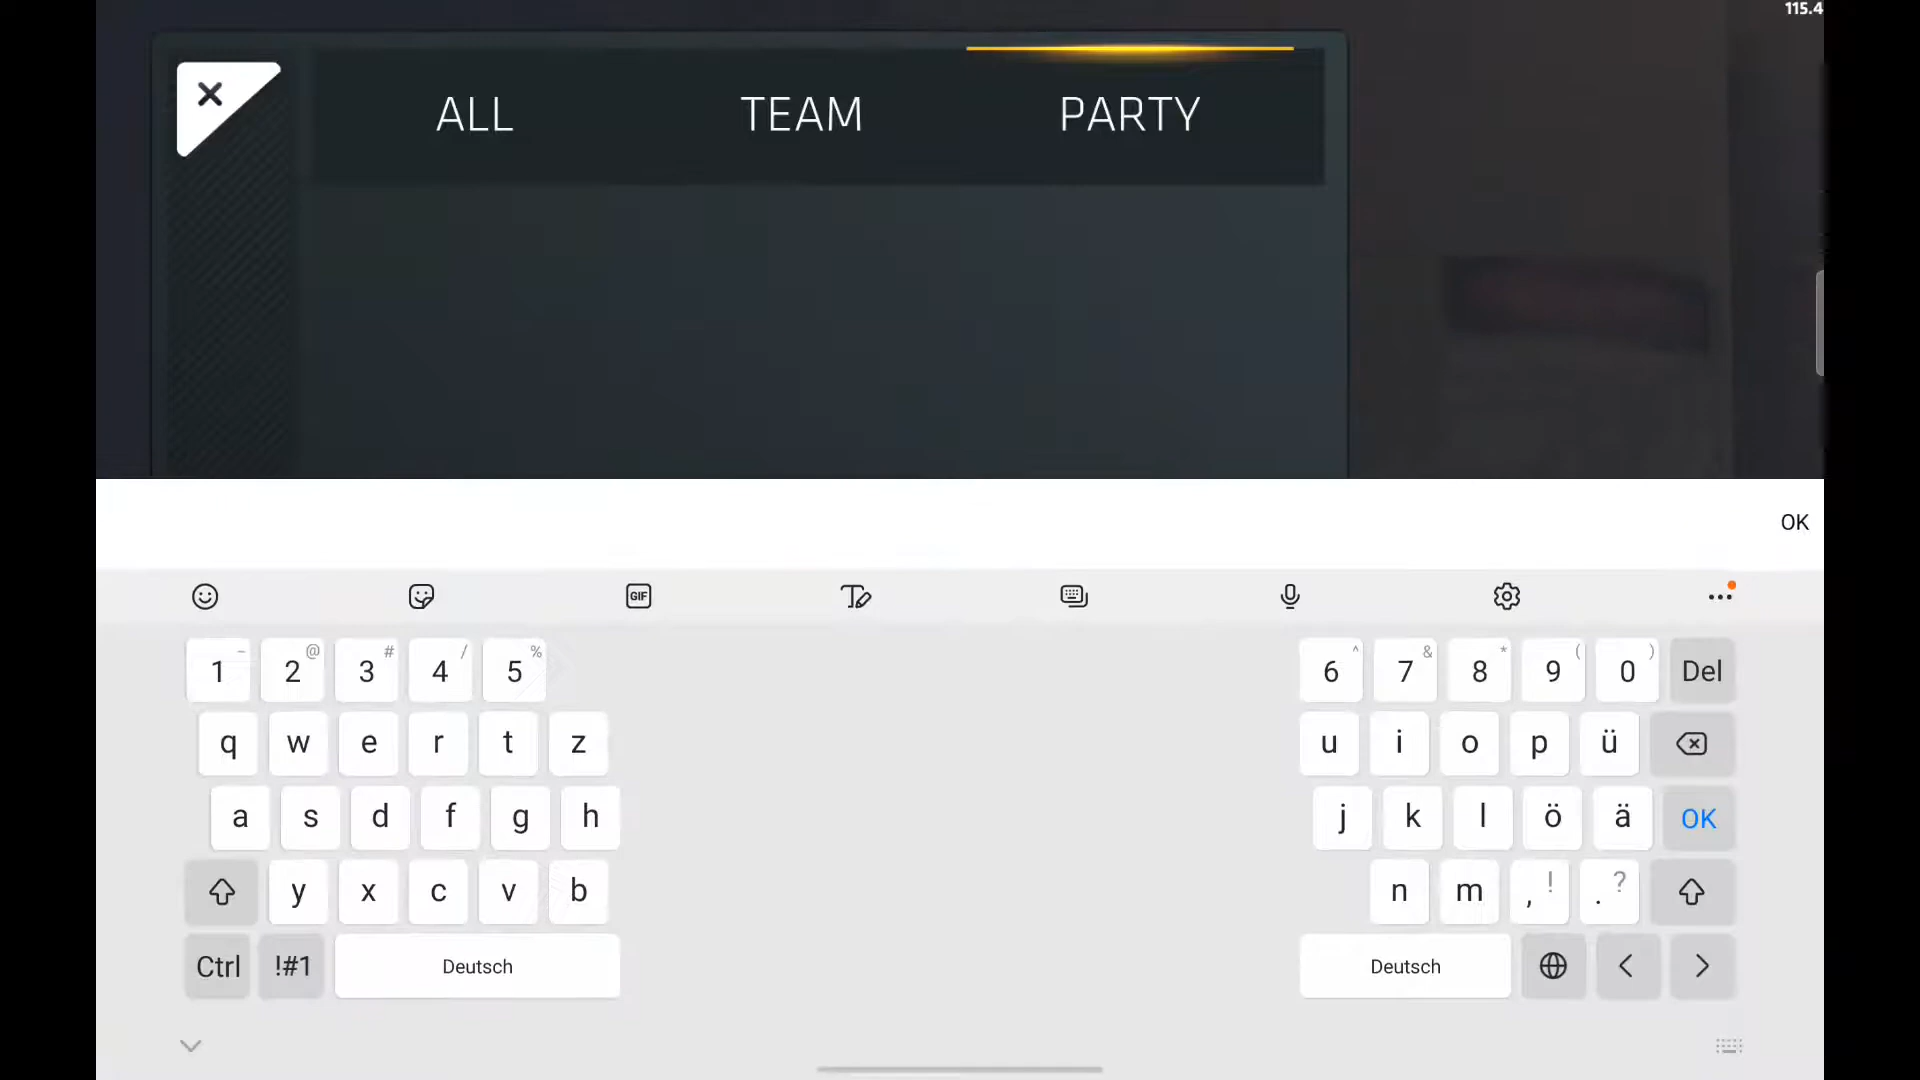 115.4
ALL TEAM PARTY
OK
GIF T
1 - 2 @ 3 # 4 / 5 % 6 ^ 7 & 8 * 9 ( 0 ) Del
q w e r t z u i o p ü
a s d f g h j k l ö ä OK
y x c v b n m , ! . ?
Ctrl !#1 Deutsch Deutsch < >